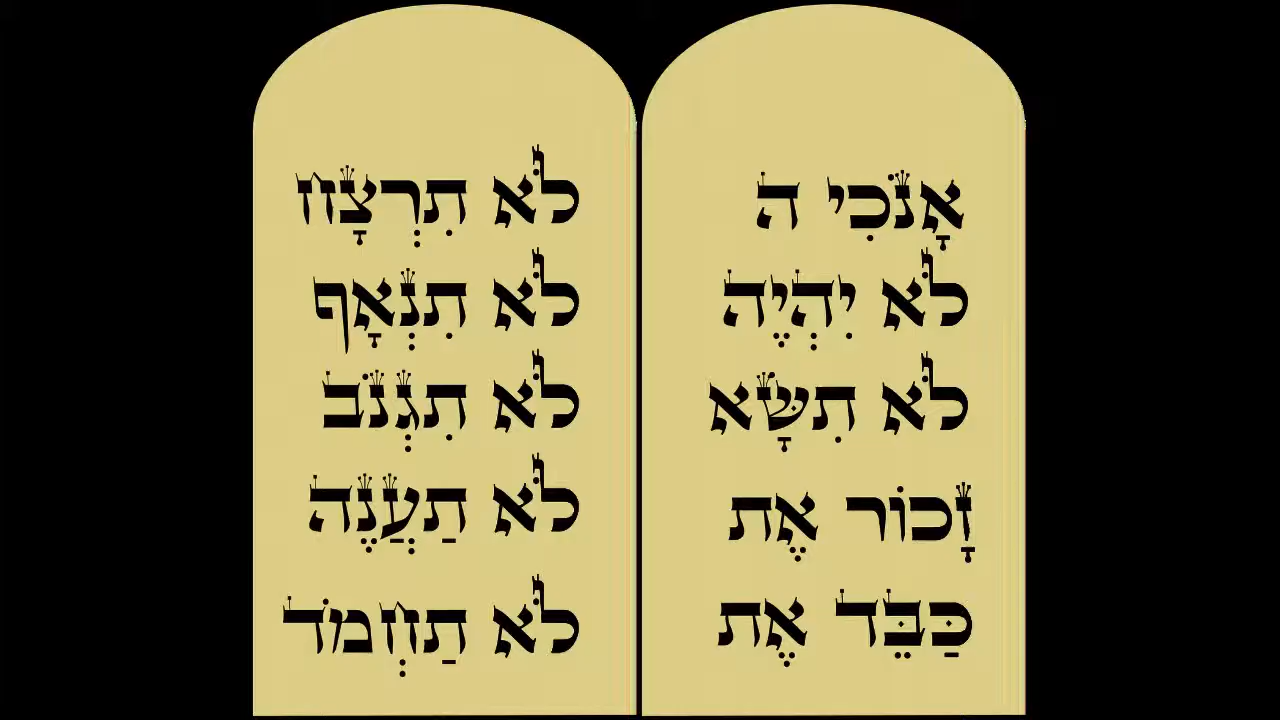 אָנֹכִי ה
לֹא יִהְיֶה
לֹא תִשָּׂא
זָכוֹר אֶת
כַּבֵּד אֶת
לֹא תִרְצָח
לֹא תִנְאָף
לֹא תִגְנֹב
לֹא תַעֲנֶה
לֹא תַחְמֹד